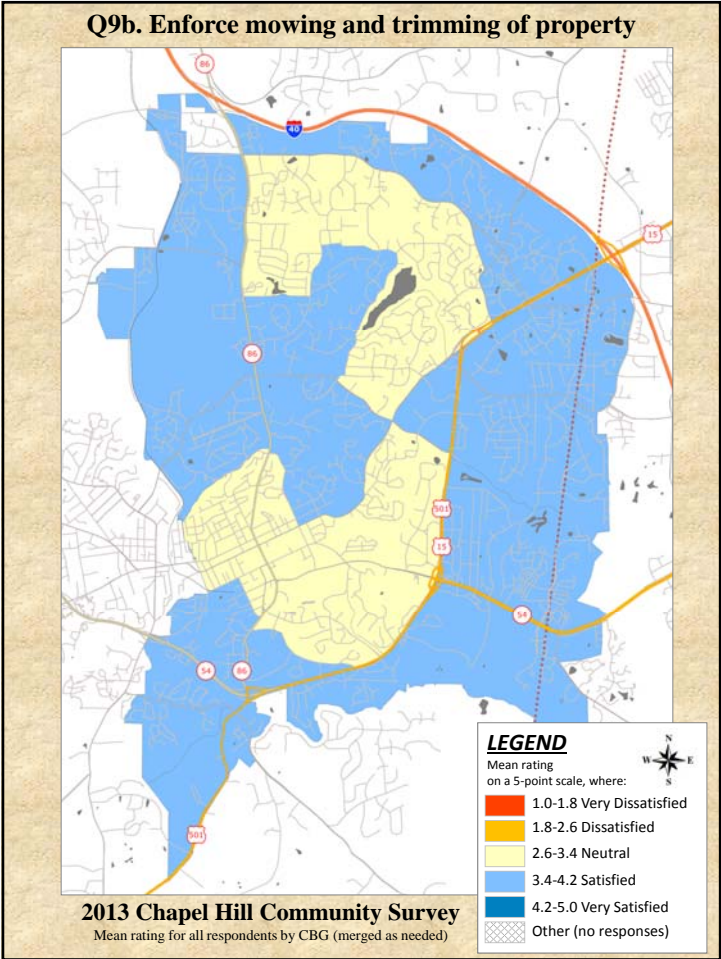 Q9b. Enforce mowing and trimming of property
86
40
15
86
501
15
54
54
86
501
LEGEND
N
W E
S
Mean rating
on a 5-point scale, where:
1.0-1.8 Very Dissatisfied
1.8-2.6 Dissatisfied
2.6-3.4 Neutral
3.4-4.2 Satisfied
4.2-5.0 Very Satisfied
Other (no responses)
2013 Chapel Hill Community Survey
Mean rating for all respondents by CBG (merged as needed)